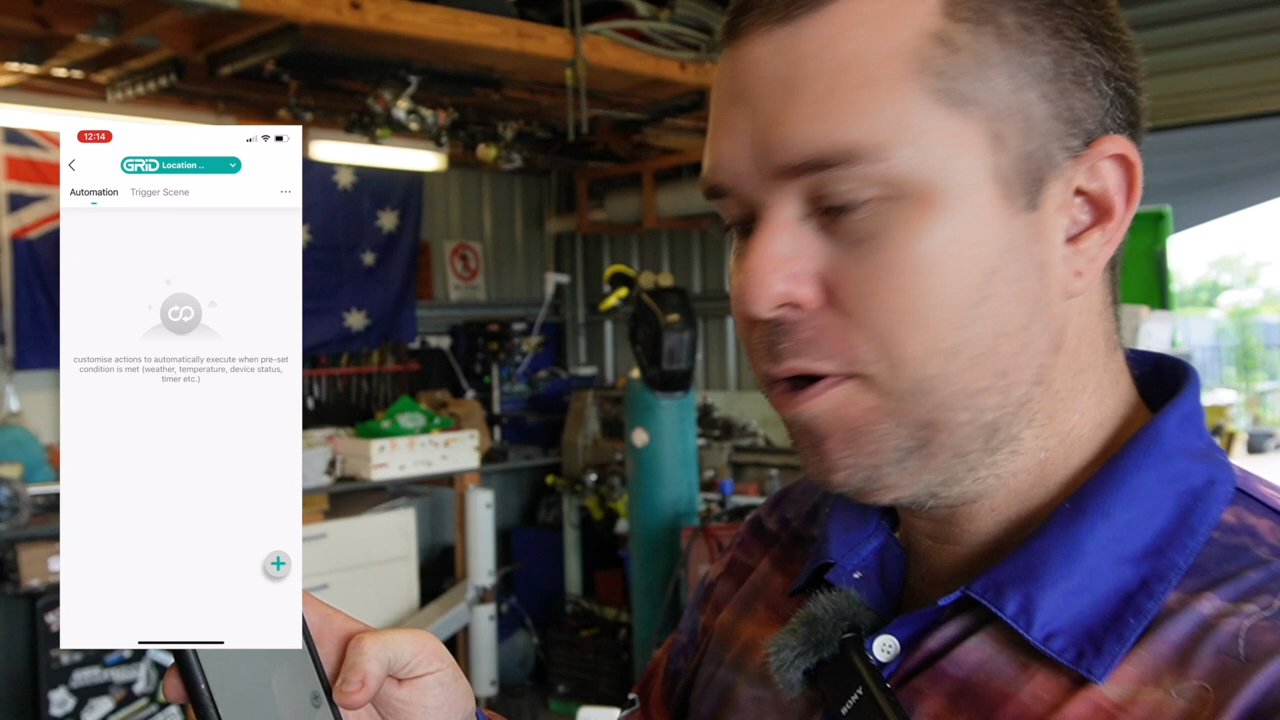 12:14
GRID Location ..
Automation Trigger Scene
customise actions to automatically execute when pre-set
condition is met (weather, temperature, device status,
timer etc.)
SONY